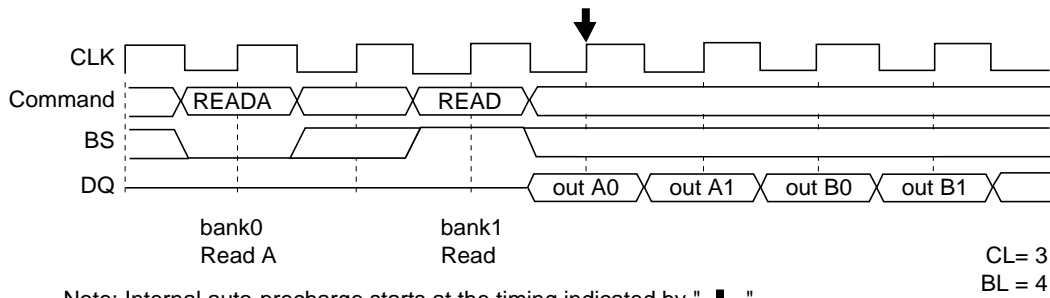 CLK
Command READA READ
BS
DQ out A0 out A1 out B0 out B1
bank0 bank1
Read A Read CL= 3
BL = 4
Note: Internal auto-precharge starts at the timing indicated by " ".